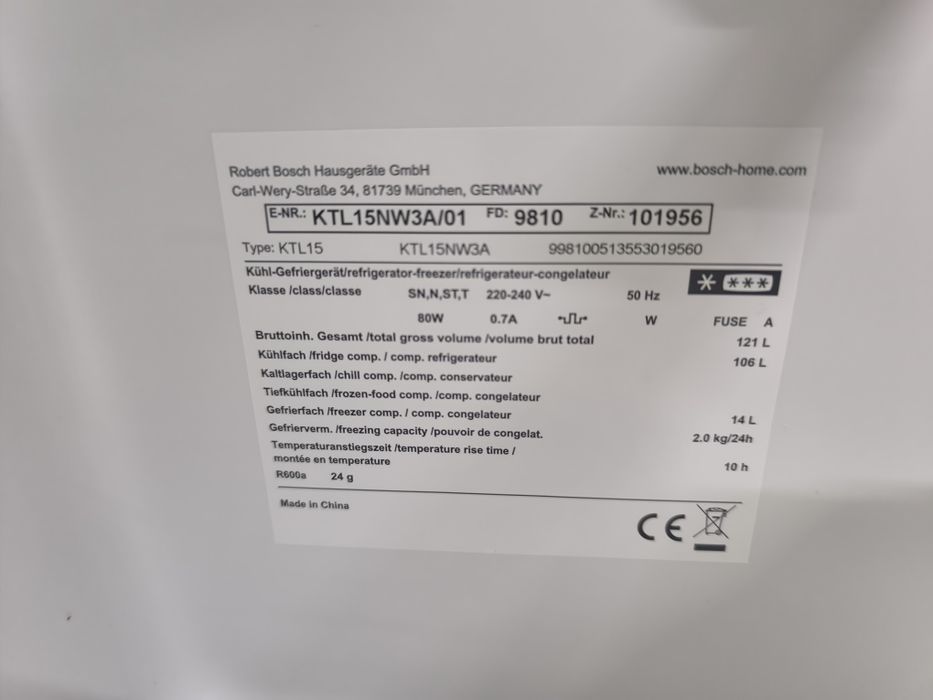 Robert Bosch Hausgeräte GmbH www.bosch-home.com
Carl-Wery-Straße 34, 81739 München, GERMANY
E-NR.: KTL15NW3A/01 FD: 9810 Z-Nr.: 101956
Type: KTL15 KTL15NW3A 998100513553019560
Kühl-Gefriergerät/refrigerator-freezer/refrigerateur-congelateur
Klasse /class/classe SN,N,ST,T 220-240 V~ 50 Hz
80W 0.7A W FUSE A
Bruttoinh. Gesamt /total gross volume /volume brut total 121 L
Kühlfach /fridge comp. / comp. refrigerateur 106 L
Kaltlagerfach /chill comp. /comp. conservateur
Tiefkühlfach /frozen-food comp. /comp. congelateur
Gefrierfach /freezer comp. / comp. congelateur 14 L
Gefrierverm. /freezing capacity /pouvoir de congelat. 2.0 kg/24h
Temperaturanstiegszeit /temperature rise time /
montée en temperature 10 h
R600a 24 g
Made in China
CE